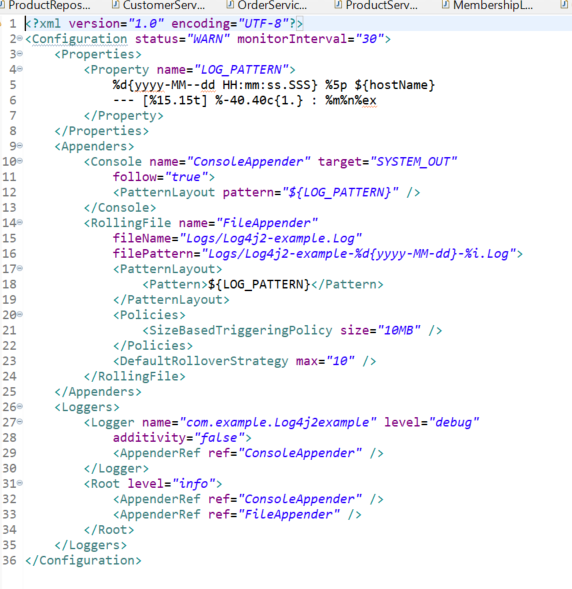 ProductRepos... CustomerServ... OrderServic... ProductServ... MembershipL...
1 <?xml version="1.0" encoding="UTF-8"?>
2 <Configuration status="WARN" monitorInterval="30">
3 <Properties>
4 <Property name="LOG_PATTERN">
5 %d{yyyy-MM--dd HH:mm:ss.SSS} %5p ${hostName}
6 --- [%15.15t] %-40.40c{1.} : %m%n%ex
7 </Property>
8 </Properties>
9 <Appenders>
10 <Console name="ConsoleAppender" target="SYSTEM_OUT"
11 follow="true">
12 <PatternLayout pattern="${LOG_PATTERN}" />
13 </Console>
14 <RollingFile name="FileAppender"
15 fileName="Logs/Log4j2-example.Log"
16 filePattern="Logs/Log4j2-example-%d{yyyy-MM-dd}-%i.Log">
17 <PatternLayout>
18 <Pattern>${LOG_PATTERN}</Pattern>
19 </PatternLayout>
20 <Policies>
21 <SizeBasedTriggeringPolicy size="10MB" />
22 </Policies>
23 <DefaultRolloverStrategy max="10" />
24 </RollingFile>
25 </Appenders>
26 <Loggers>
27 <Logger name="com.example.Log4j2example" level="debug"
28 additivity="false">
29 <AppenderRef ref="ConsoleAppender" />
30 </Logger>
31 <Root level="info">
32 <AppenderRef ref="ConsoleAppender" />
33 <AppenderRef ref="FileAppender" />
34 </Root>
35 </Loggers>
36 </Configuration>